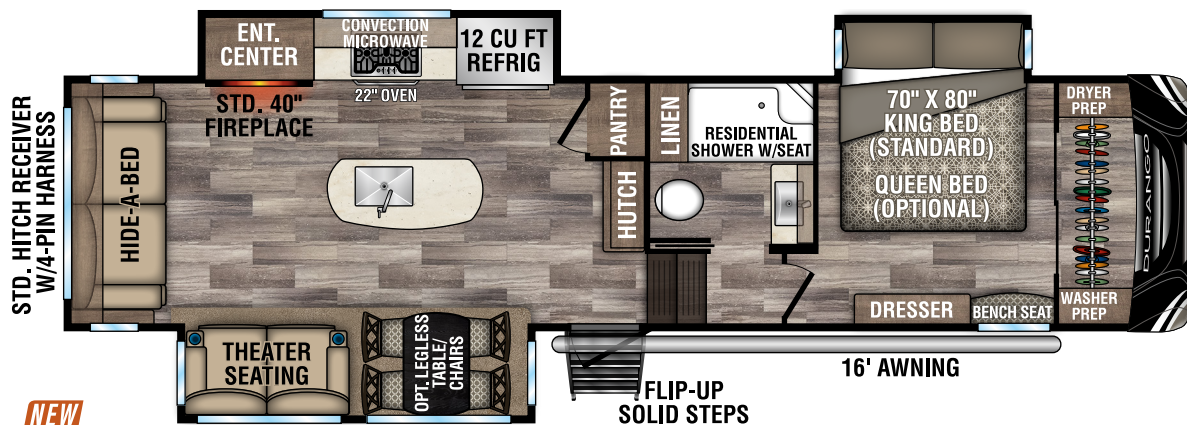 STD. HITCH RECEIVER
W/4-PIN HARNESS
HIDE-A-BED
ENT.
CENTER
STD. 40"
FIREPLACE
CONVECTION
MICROWAVE
22" OVEN
12 CU FT
REFRIG
PANTRY
HUTCH
LINEN
RESIDENTIAL
SHOWER W/SEAT
70" X 80"
KING BED
(STANDARD)
QUEEN BED
(OPTIONAL)
DRYER
PREP
DURANGO
WASHER
PREP
DRESSER
BENCH SEAT
THEATER
SEATING
OPT. LEGLESS
TABLE/
CHAIRS
16' AWNING
FLIP-UP
SOLID STEPS
NEW